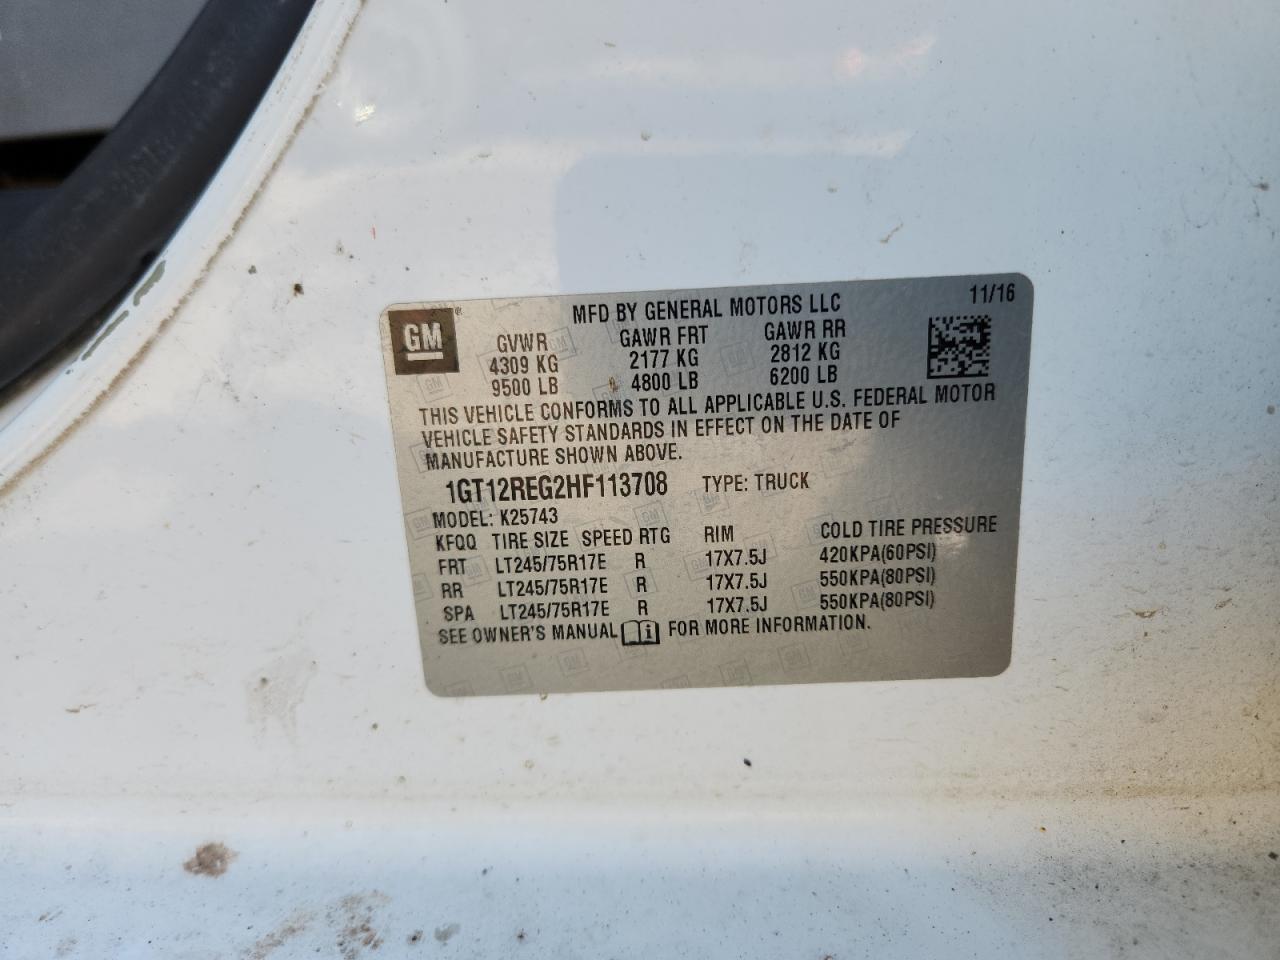 MFD BY GENERAL MOTORS LLC 11/16
GM
GVWR GAWR FRT GAWR RR
4309 KG 2177 KG 2812 KG
9500 LB 4800 LB 6200 LB
THIS VEHICLE CONFORMS TO ALL APPLICABLE U.S. FEDERAL MOTOR
VEHICLE SAFETY STANDARDS IN EFFECT ON THE DATE OF
MANUFACTURE SHOWN ABOVE.
1GT12REG2HF113708 TYPE: TRUCK
MODEL: K25743
KFQQ TIRE SIZE SPEED RTG RIM COLD TIRE PRESSURE
FRT LT245/75R17E R 17X7.5J 420KPA(60PSI)
RR LT245/75R17E R 17X7.5J 550KPA(80PSI)
SPA LT245/75R17E R 17X7.5J 550KPA(80PSI)
SEE OWNER'S MANUAL FOR MORE INFORMATION.